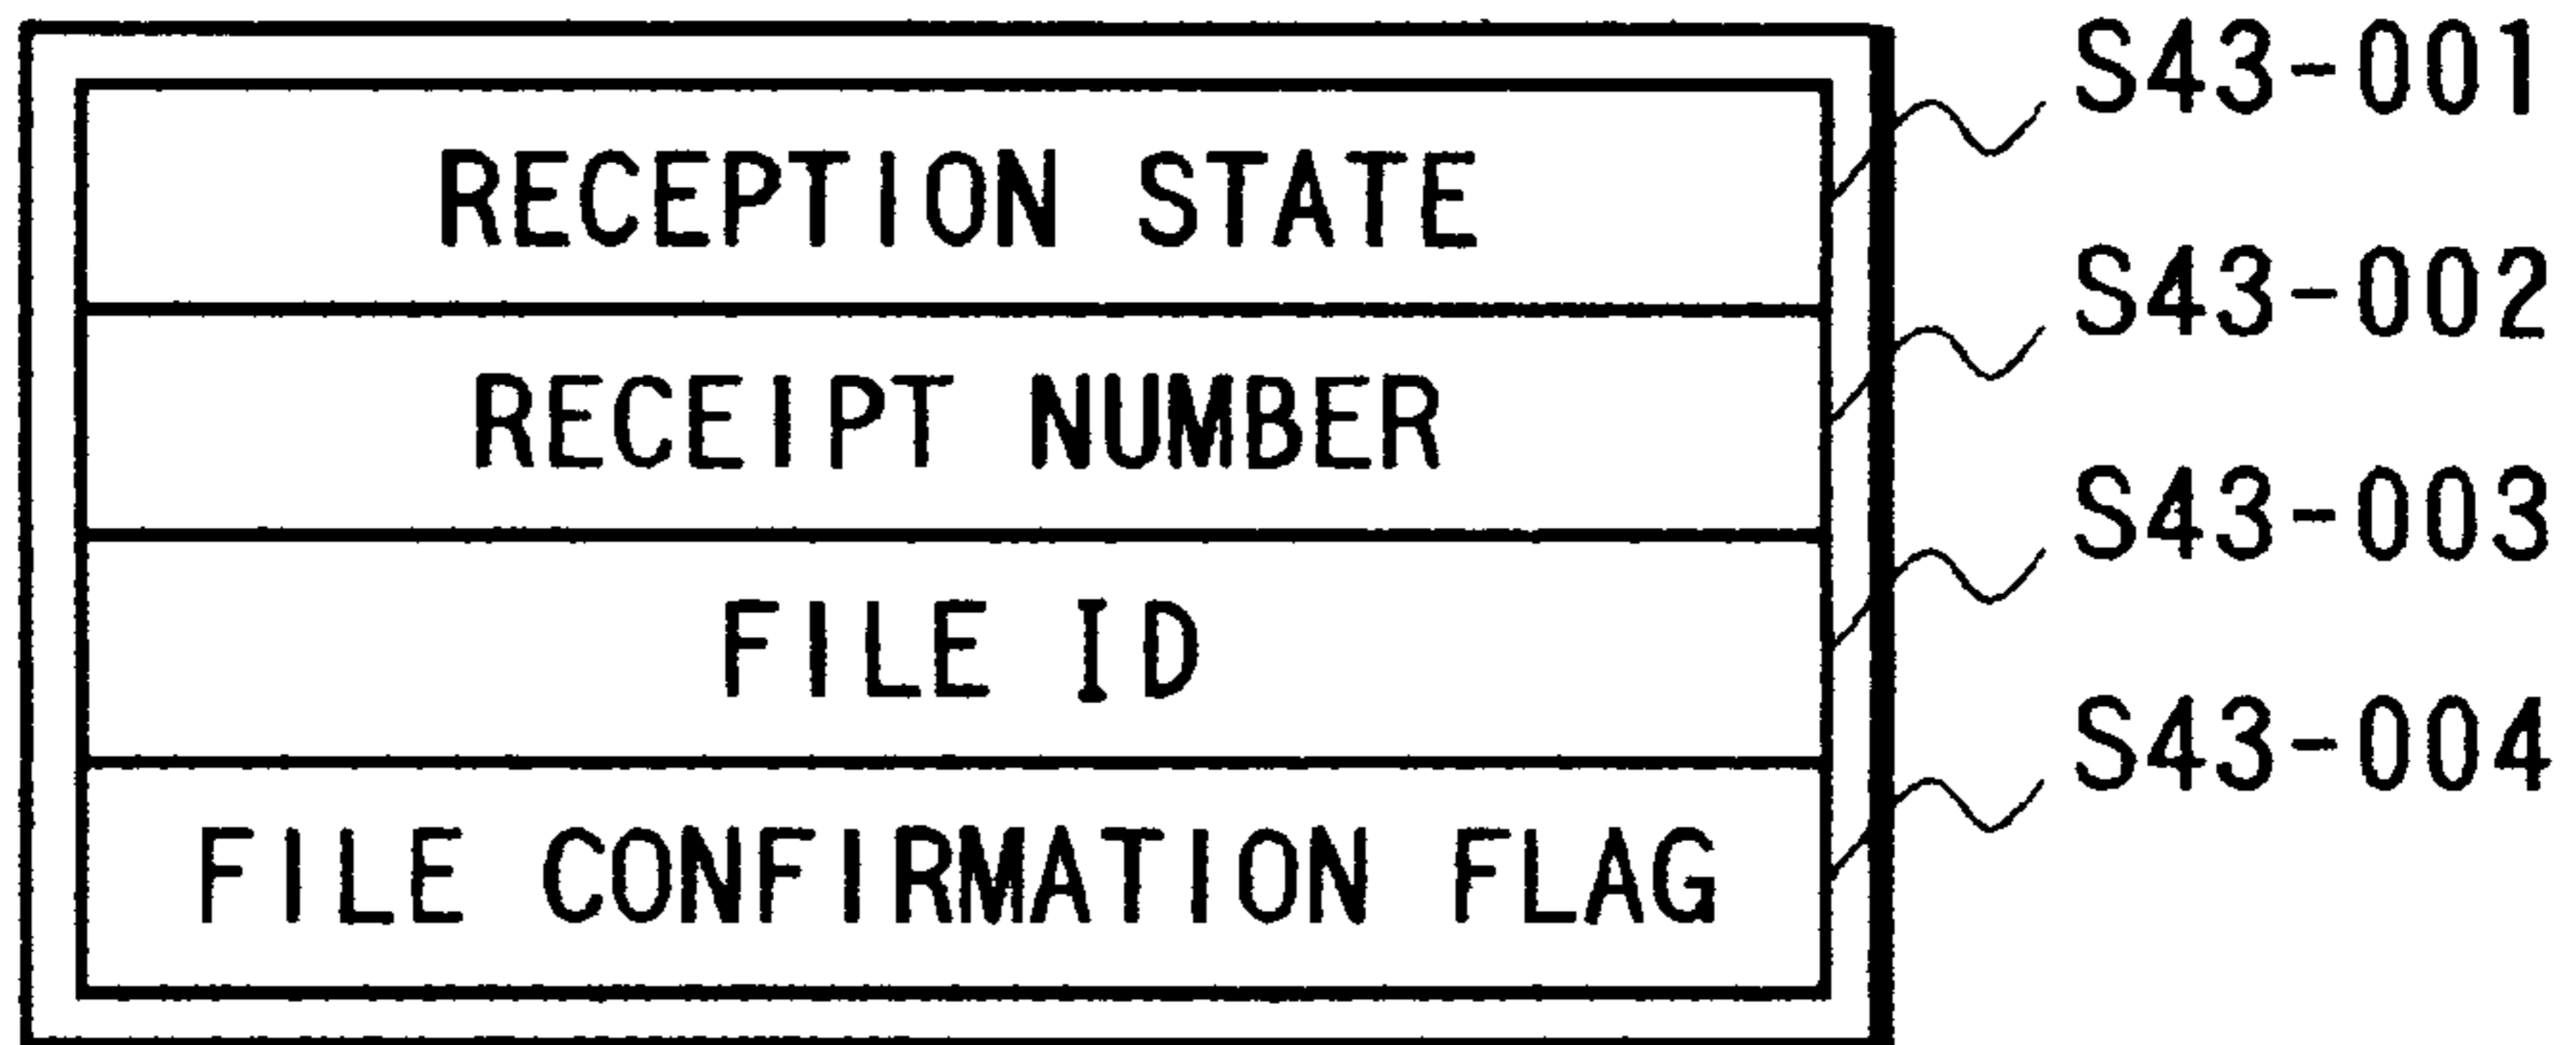 RECEPTION STATE S43-001
RECEIPT NUMBER S43-002
FILE ID S43-003
FILE CONFIRMATION FLAG S43-004